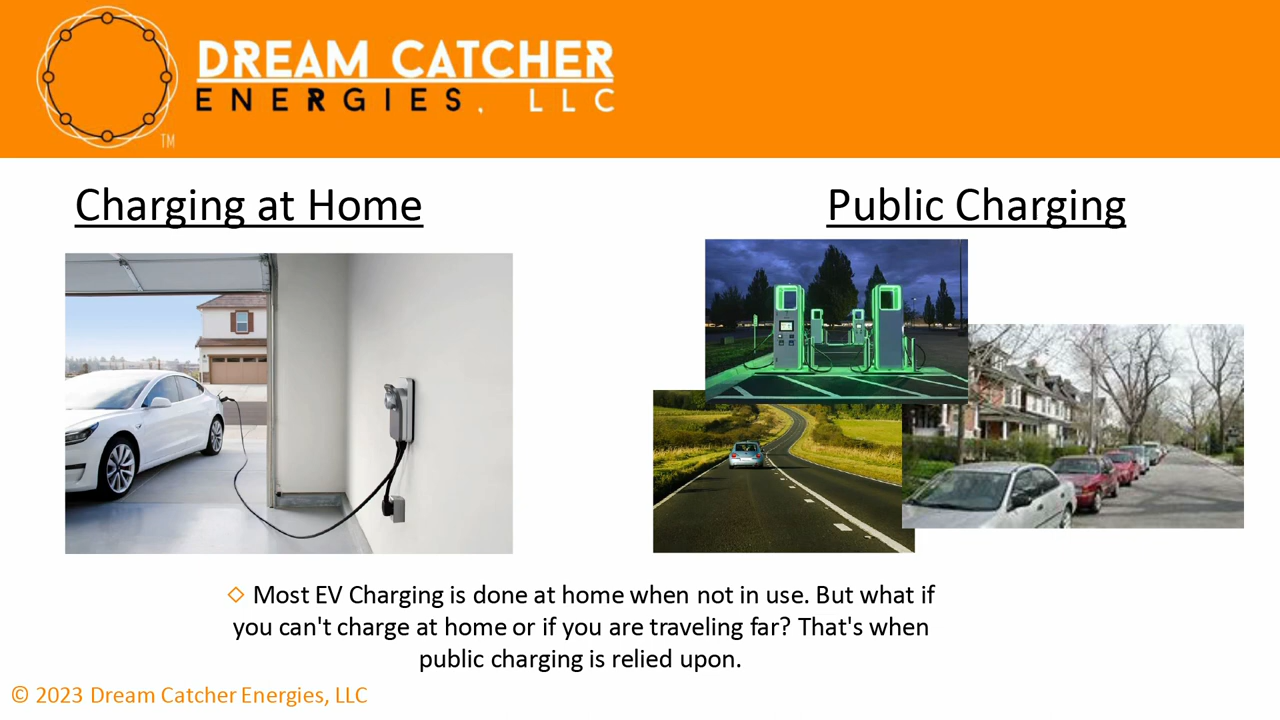 DREAM CATCHER
ENERGIES, LLC
TM
Charging at Home
Public Charging
◇ Most EV Charging is done at home when not in use. But what if
you can't charge at home or if you are traveling far? That's when
public charging is relied upon.
© 2023 Dream Catcher Energies, LLC